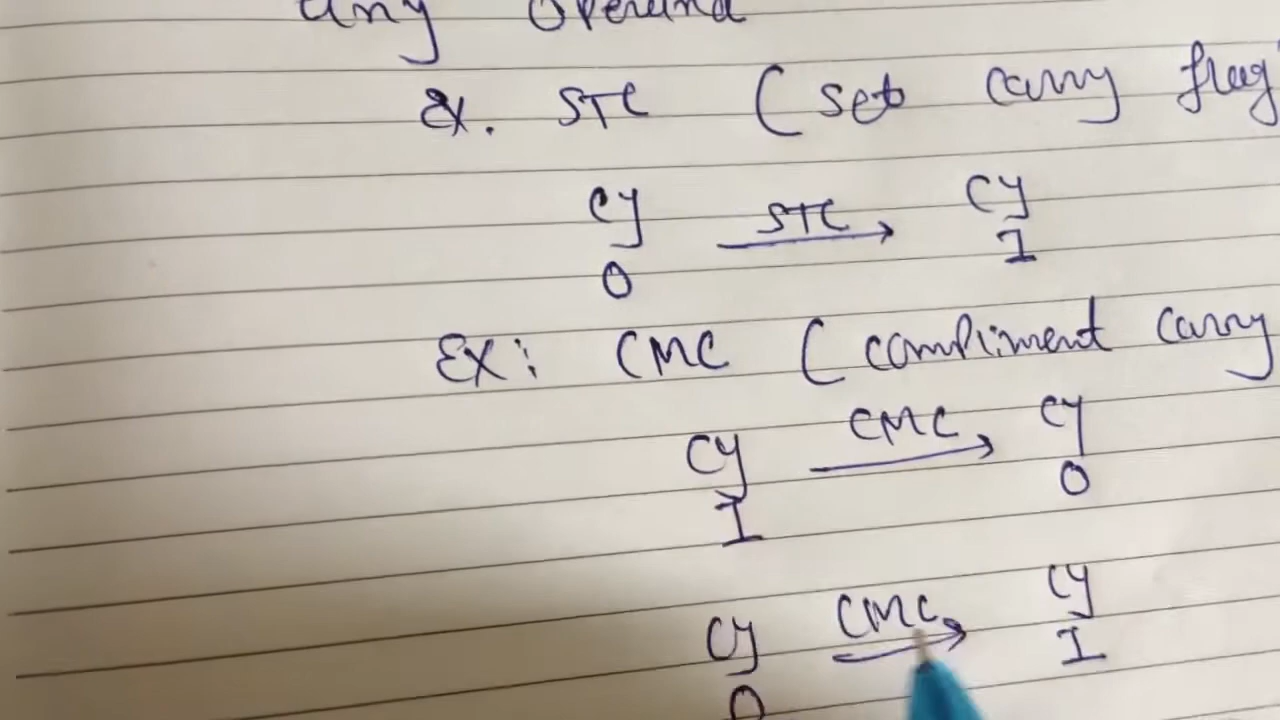 any operand
Ex. STC (set carry flag
Cy STC Cy
0 1
Ex: CMC (compliment carry
Cy CMC Cy
1 0
Cy CMC Cy
0 1